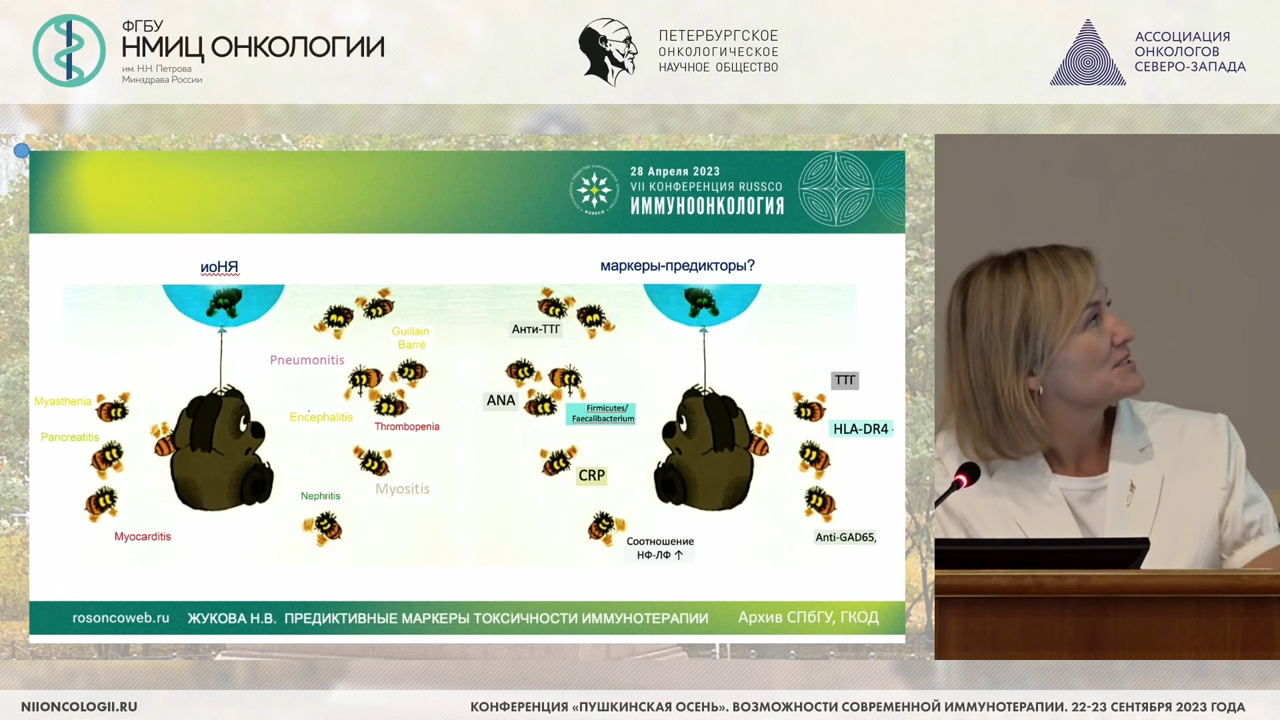 ФГБУ
НМИЦ ОНКОЛОГИИ
им. Н.Н. Петрова
Минздрава России
ПЕТЕРБУРГСКОЕ
ОНКОЛОГИЧЕСКОЕ
НАУЧНОЕ ОБЩЕСТВО
АССОЦИАЦИЯ
ОНКОЛОГОВ
СЕВЕРО-ЗАПАДА
28 Апреля 2023
VII КОНФЕРЕНЦИЯ RUSSCO
ИММУНООНКОЛОГИЯ
RUSSCO
иоНЯ
маркеры-предикторы?
Guillain
Barré
Pneumonitis
Myasthenia
Encephalitis
Thrombopenia
Pancreatitis
Myositis
Nephritis
Myocarditis
Анти-ТТГ
ANA
Firmicutes/
Faecalibacterium
CRP
Соотношение
НФ-ЛФ ↑
ТТГ
HLA-DR4
Anti-GAD65,
rosoncoweb.ru
ЖУКОВА Н.В. ПРЕДИКТИВНЫЕ МАРКЕРЫ ТОКСИЧНОСТИ ИММУНОТЕРАПИИ
Архив СПбГУ, ГКОД
NIIONCOLOGII.RU
КОНФЕРЕНЦИЯ «ПУШКИНСКАЯ ОСЕНЬ». ВОЗМОЖНОСТИ СОВРЕМЕННОЙ ИММУНОТЕРАПИИ. 22-23 СЕНТЯБРЯ 2023 ГОДА